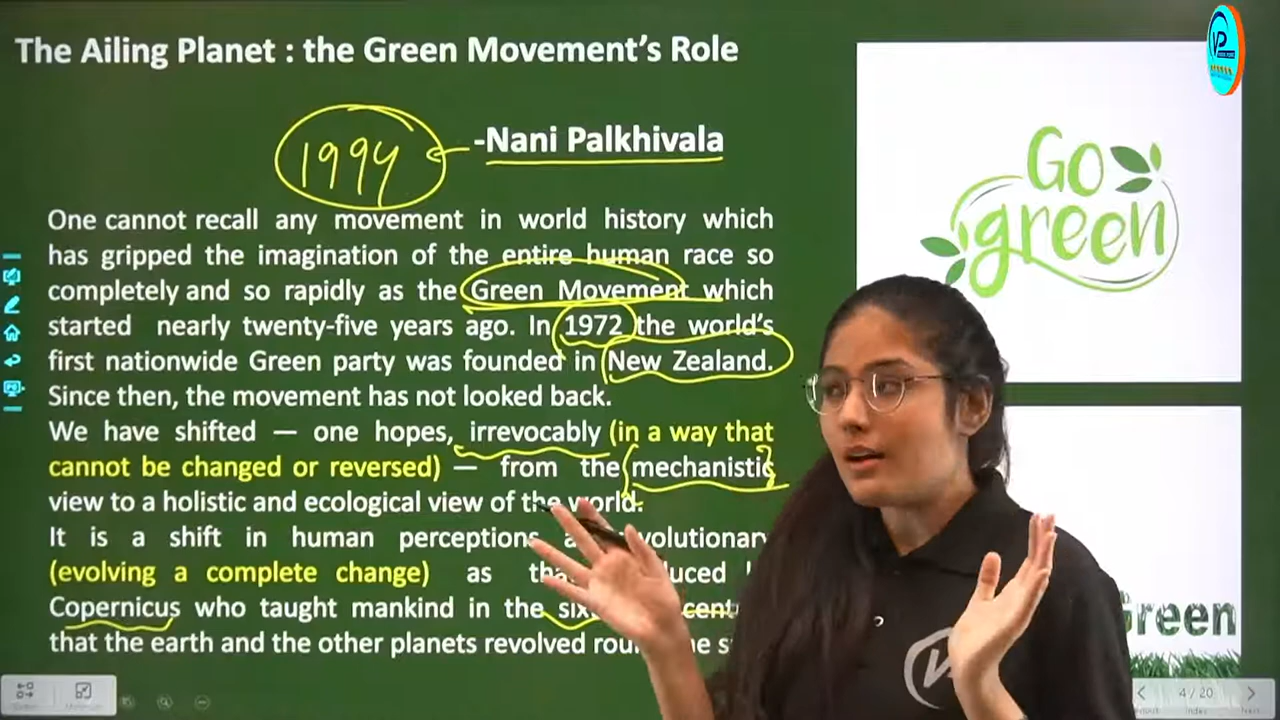 The Ailing Planet : the Green Movement's Role
1994 -Nani Palkhivala
One cannot recall any movement in world history which
has gripped the imagination of the entire human race so
completely and so rapidly as the Green Movement which
started nearly twenty-five years ago. In 1972 the world's
first nationwide Green party was founded in New Zealand.
Since then, the movement has not looked back.
We have shifted — one hopes, irrevocably (in a way that
cannot be changed or reversed) — from the mechanistic
view to a holistic and ecological view of the world.
It is a shift in human perceptions
(evolving a complete change) as
Copernicus who taught mankind in the
that the earth and the other planets revolved
Go
green
Green
VP
4 / 20